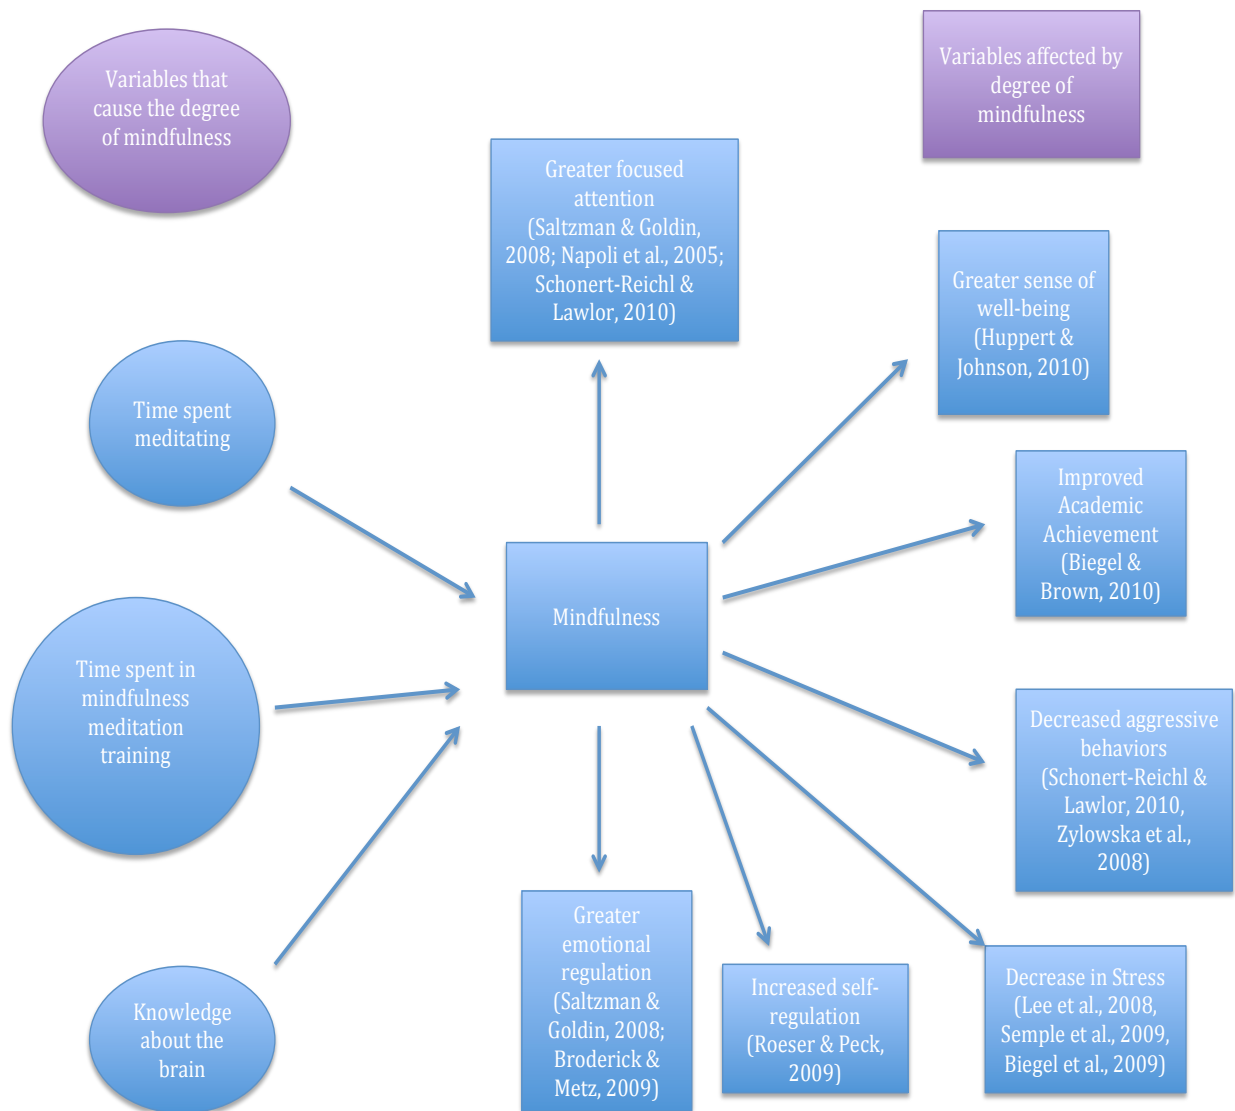 Variables that
cause the degree
of mindfulness
Variables affected by
degree of
mindfulness
Greater focused
attention
(Saltzman & Goldin,
2008; Napoli et al., 2005;
Schonert-Reichl &
Lawlor, 2010)
Greater sense of
well-being
(Huppert &
Johnson, 2010)
Time spent
meditating
Improved
Academic
Achievement
(Biegel &
Brown, 2010)
Mindfulness
Time spent in
mindfulness
meditation
training
Decreased aggressive
behaviors
(Schonert-Reichl &
Lawlor, 2010,
Zylowska et al.,
2008)
Knowledge
about the
brain
Greater
emotional
regulation
(Saltzman &
Goldin, 2008;
Broderick &
Metz, 2009)
Increased self-
regulation
(Roeser & Peck,
2009)
Decrease in Stress
(Lee et al., 2008,
Semple et al., 2009,
Biegel et al., 2009)